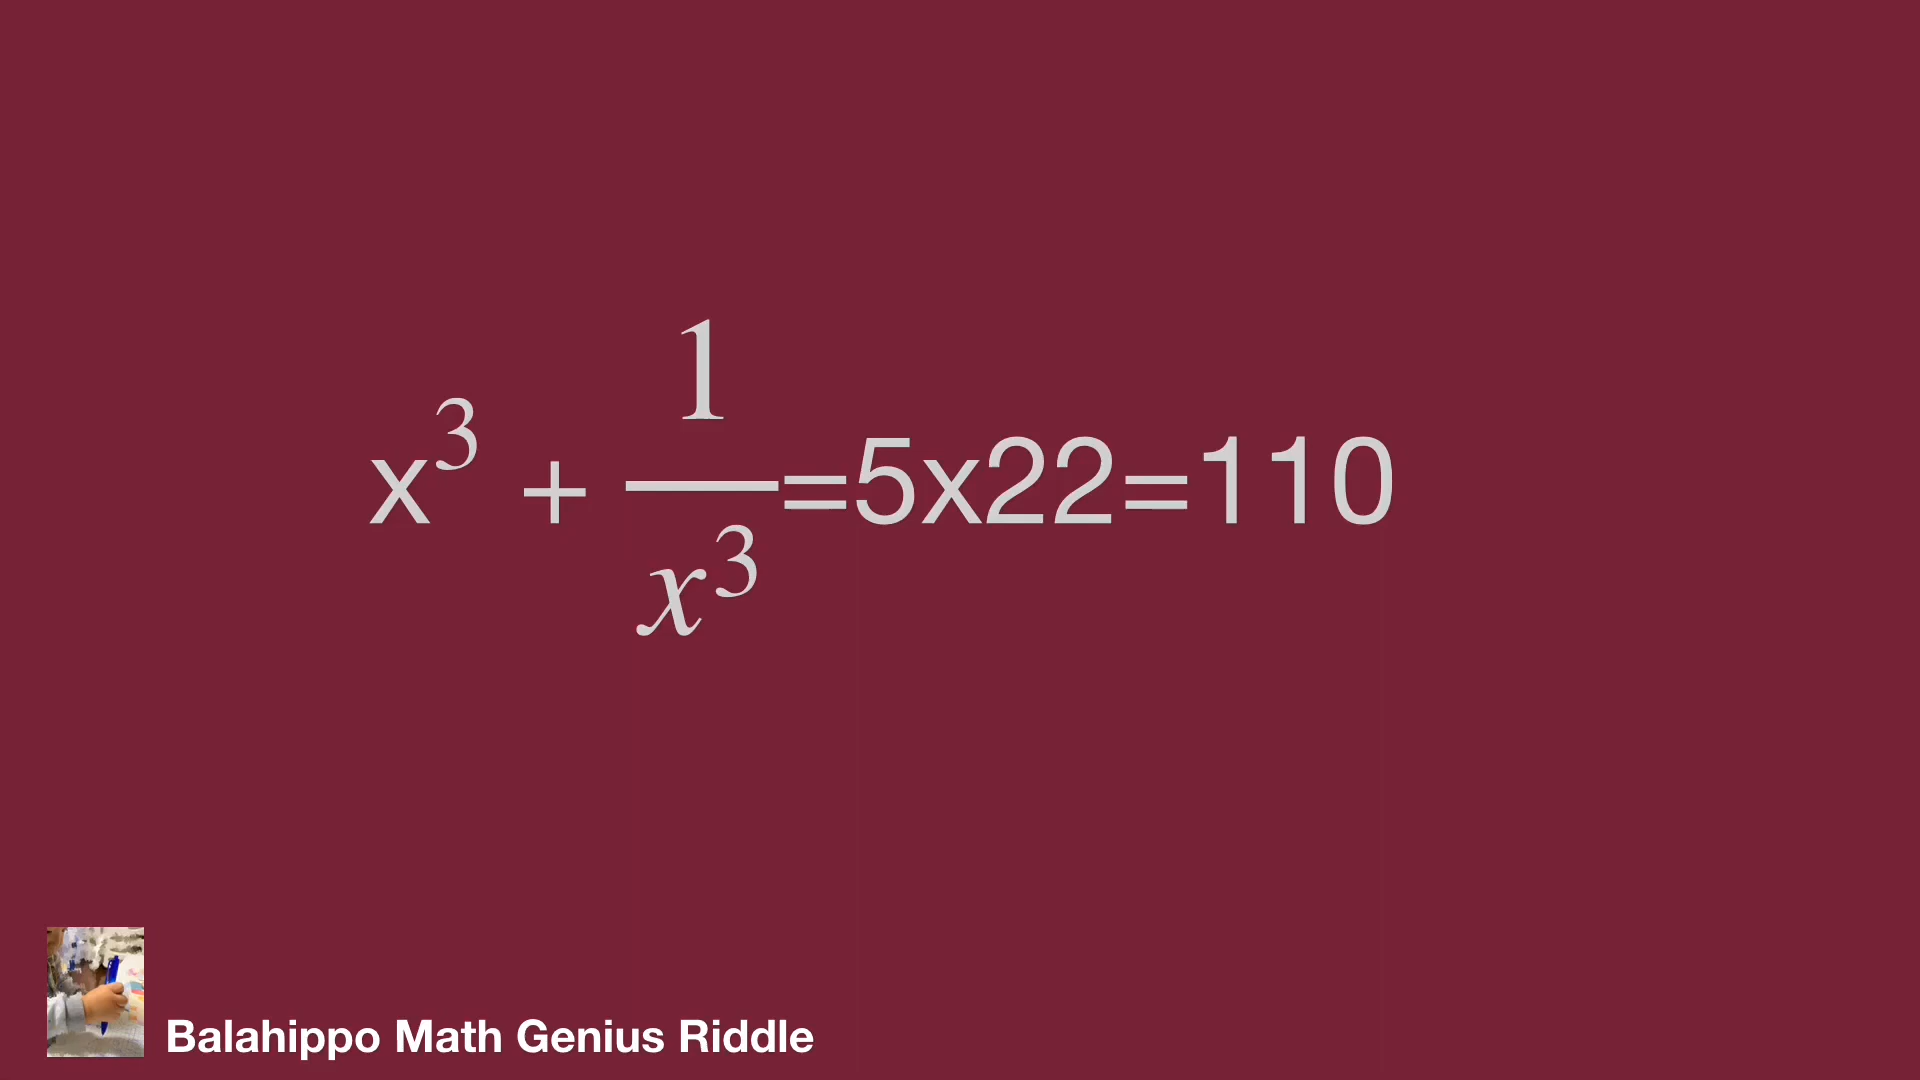 x³ + 1/x³=5x22=110
Balahippo Math Genius Riddle